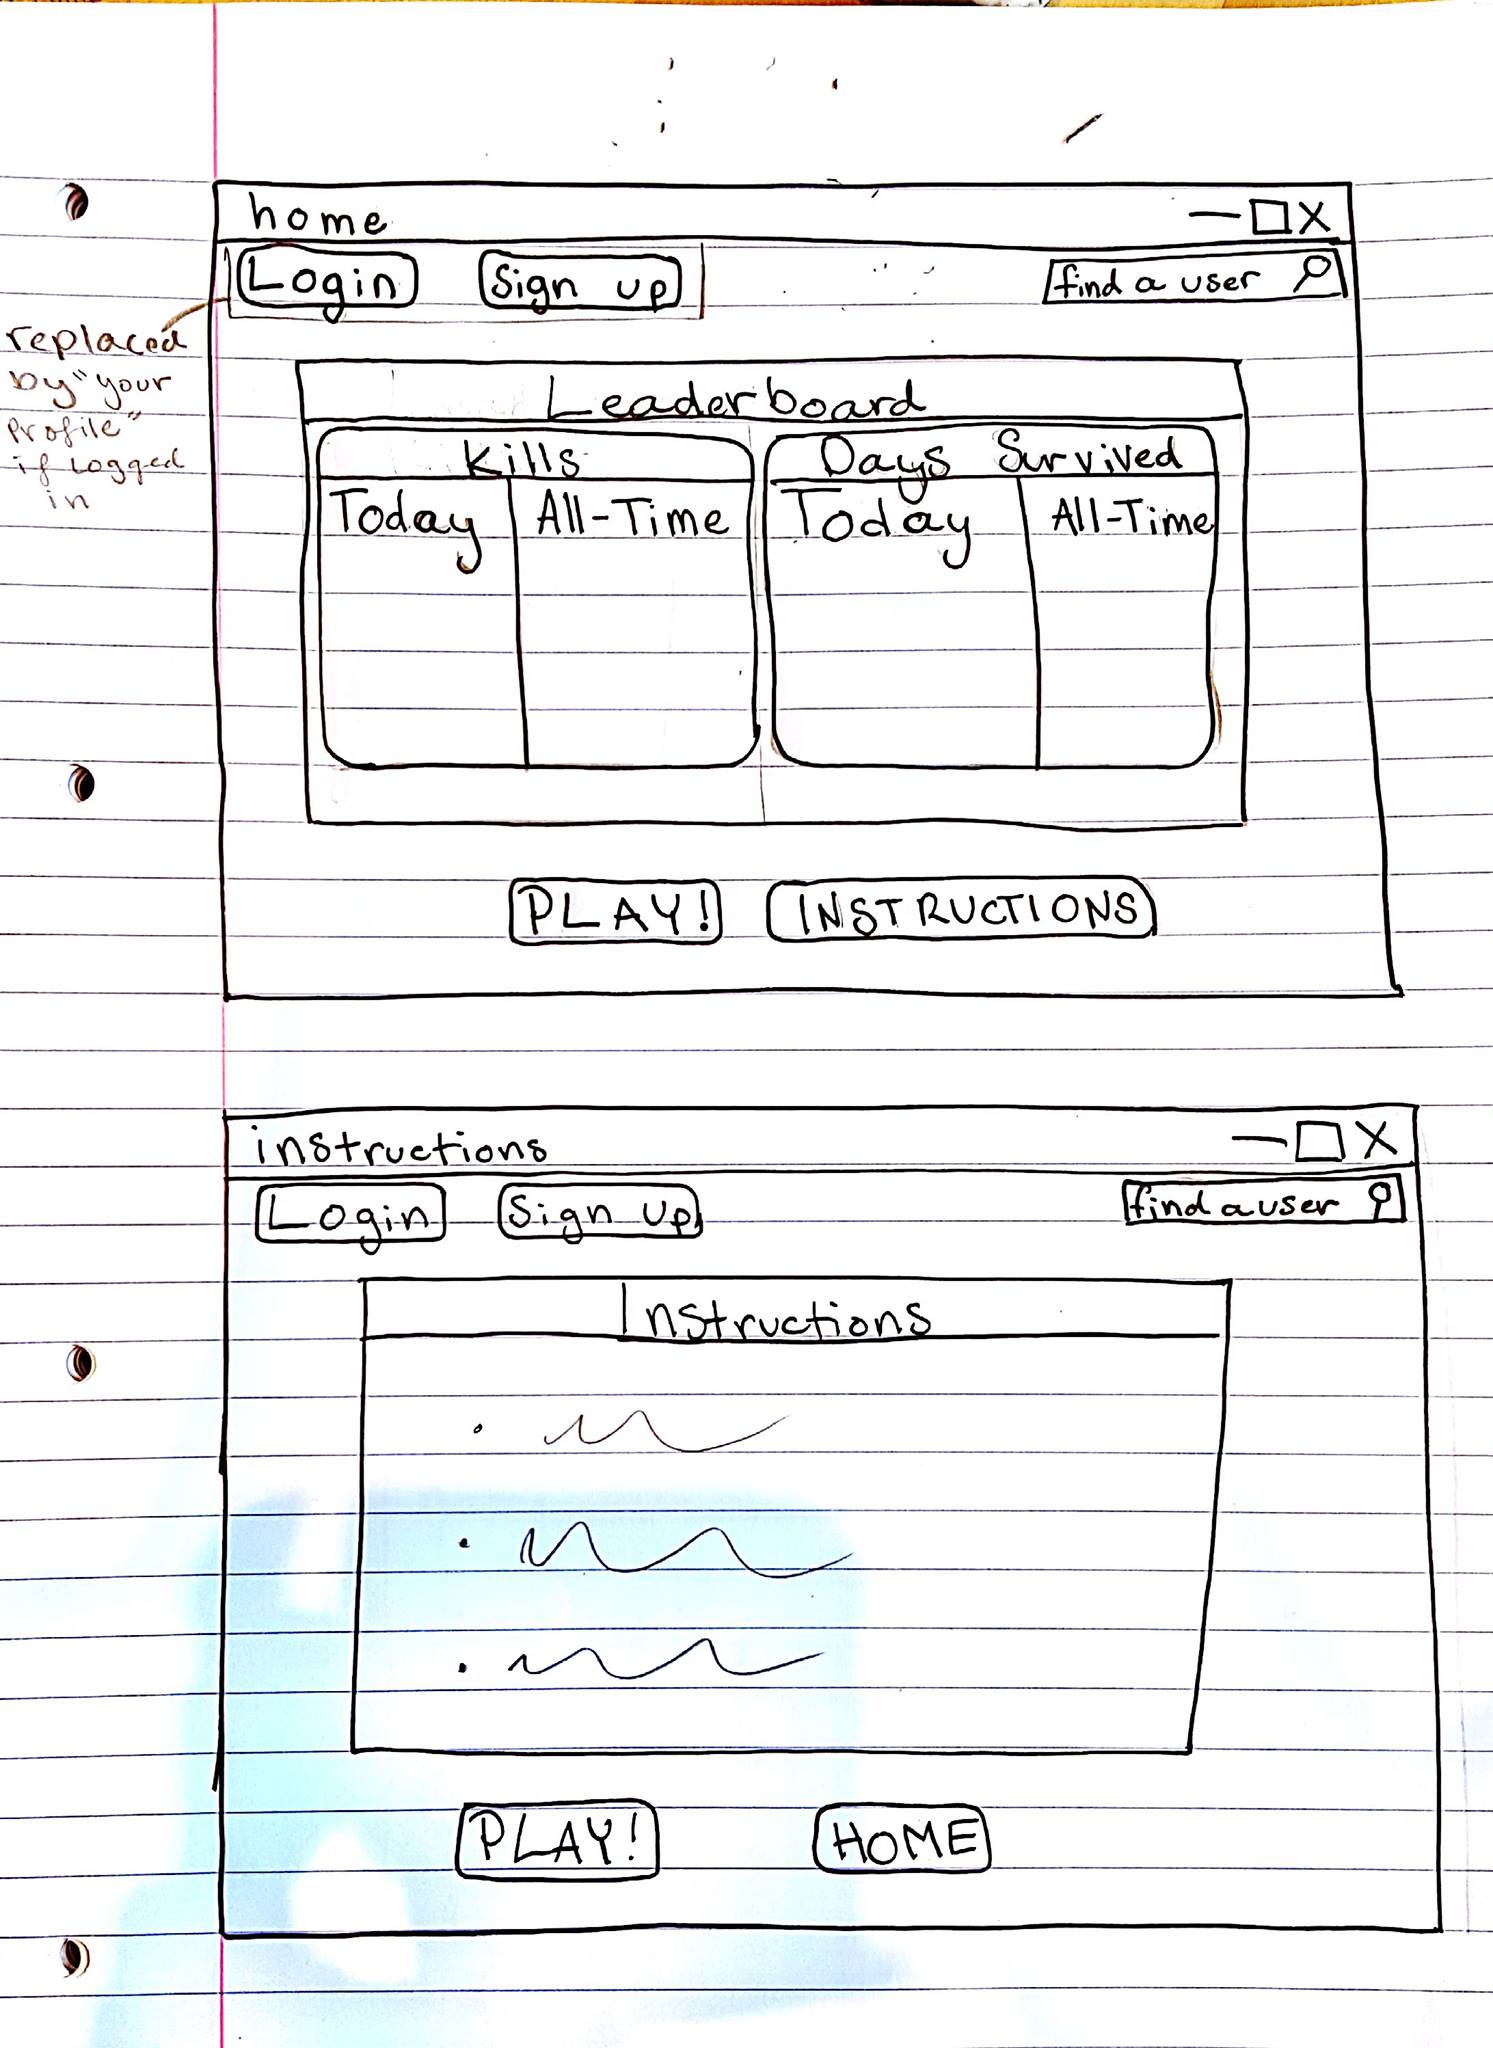 home
Login Sign up find a user
replaced
by "your
profile"
if Logged
in
Leaderboard
Kills Days Survived
Today All-Time Today All-Time
PLAY! INSTRUCTIONS
instructions
Login Sign Up find a user
Instructions
PLAY! HOME